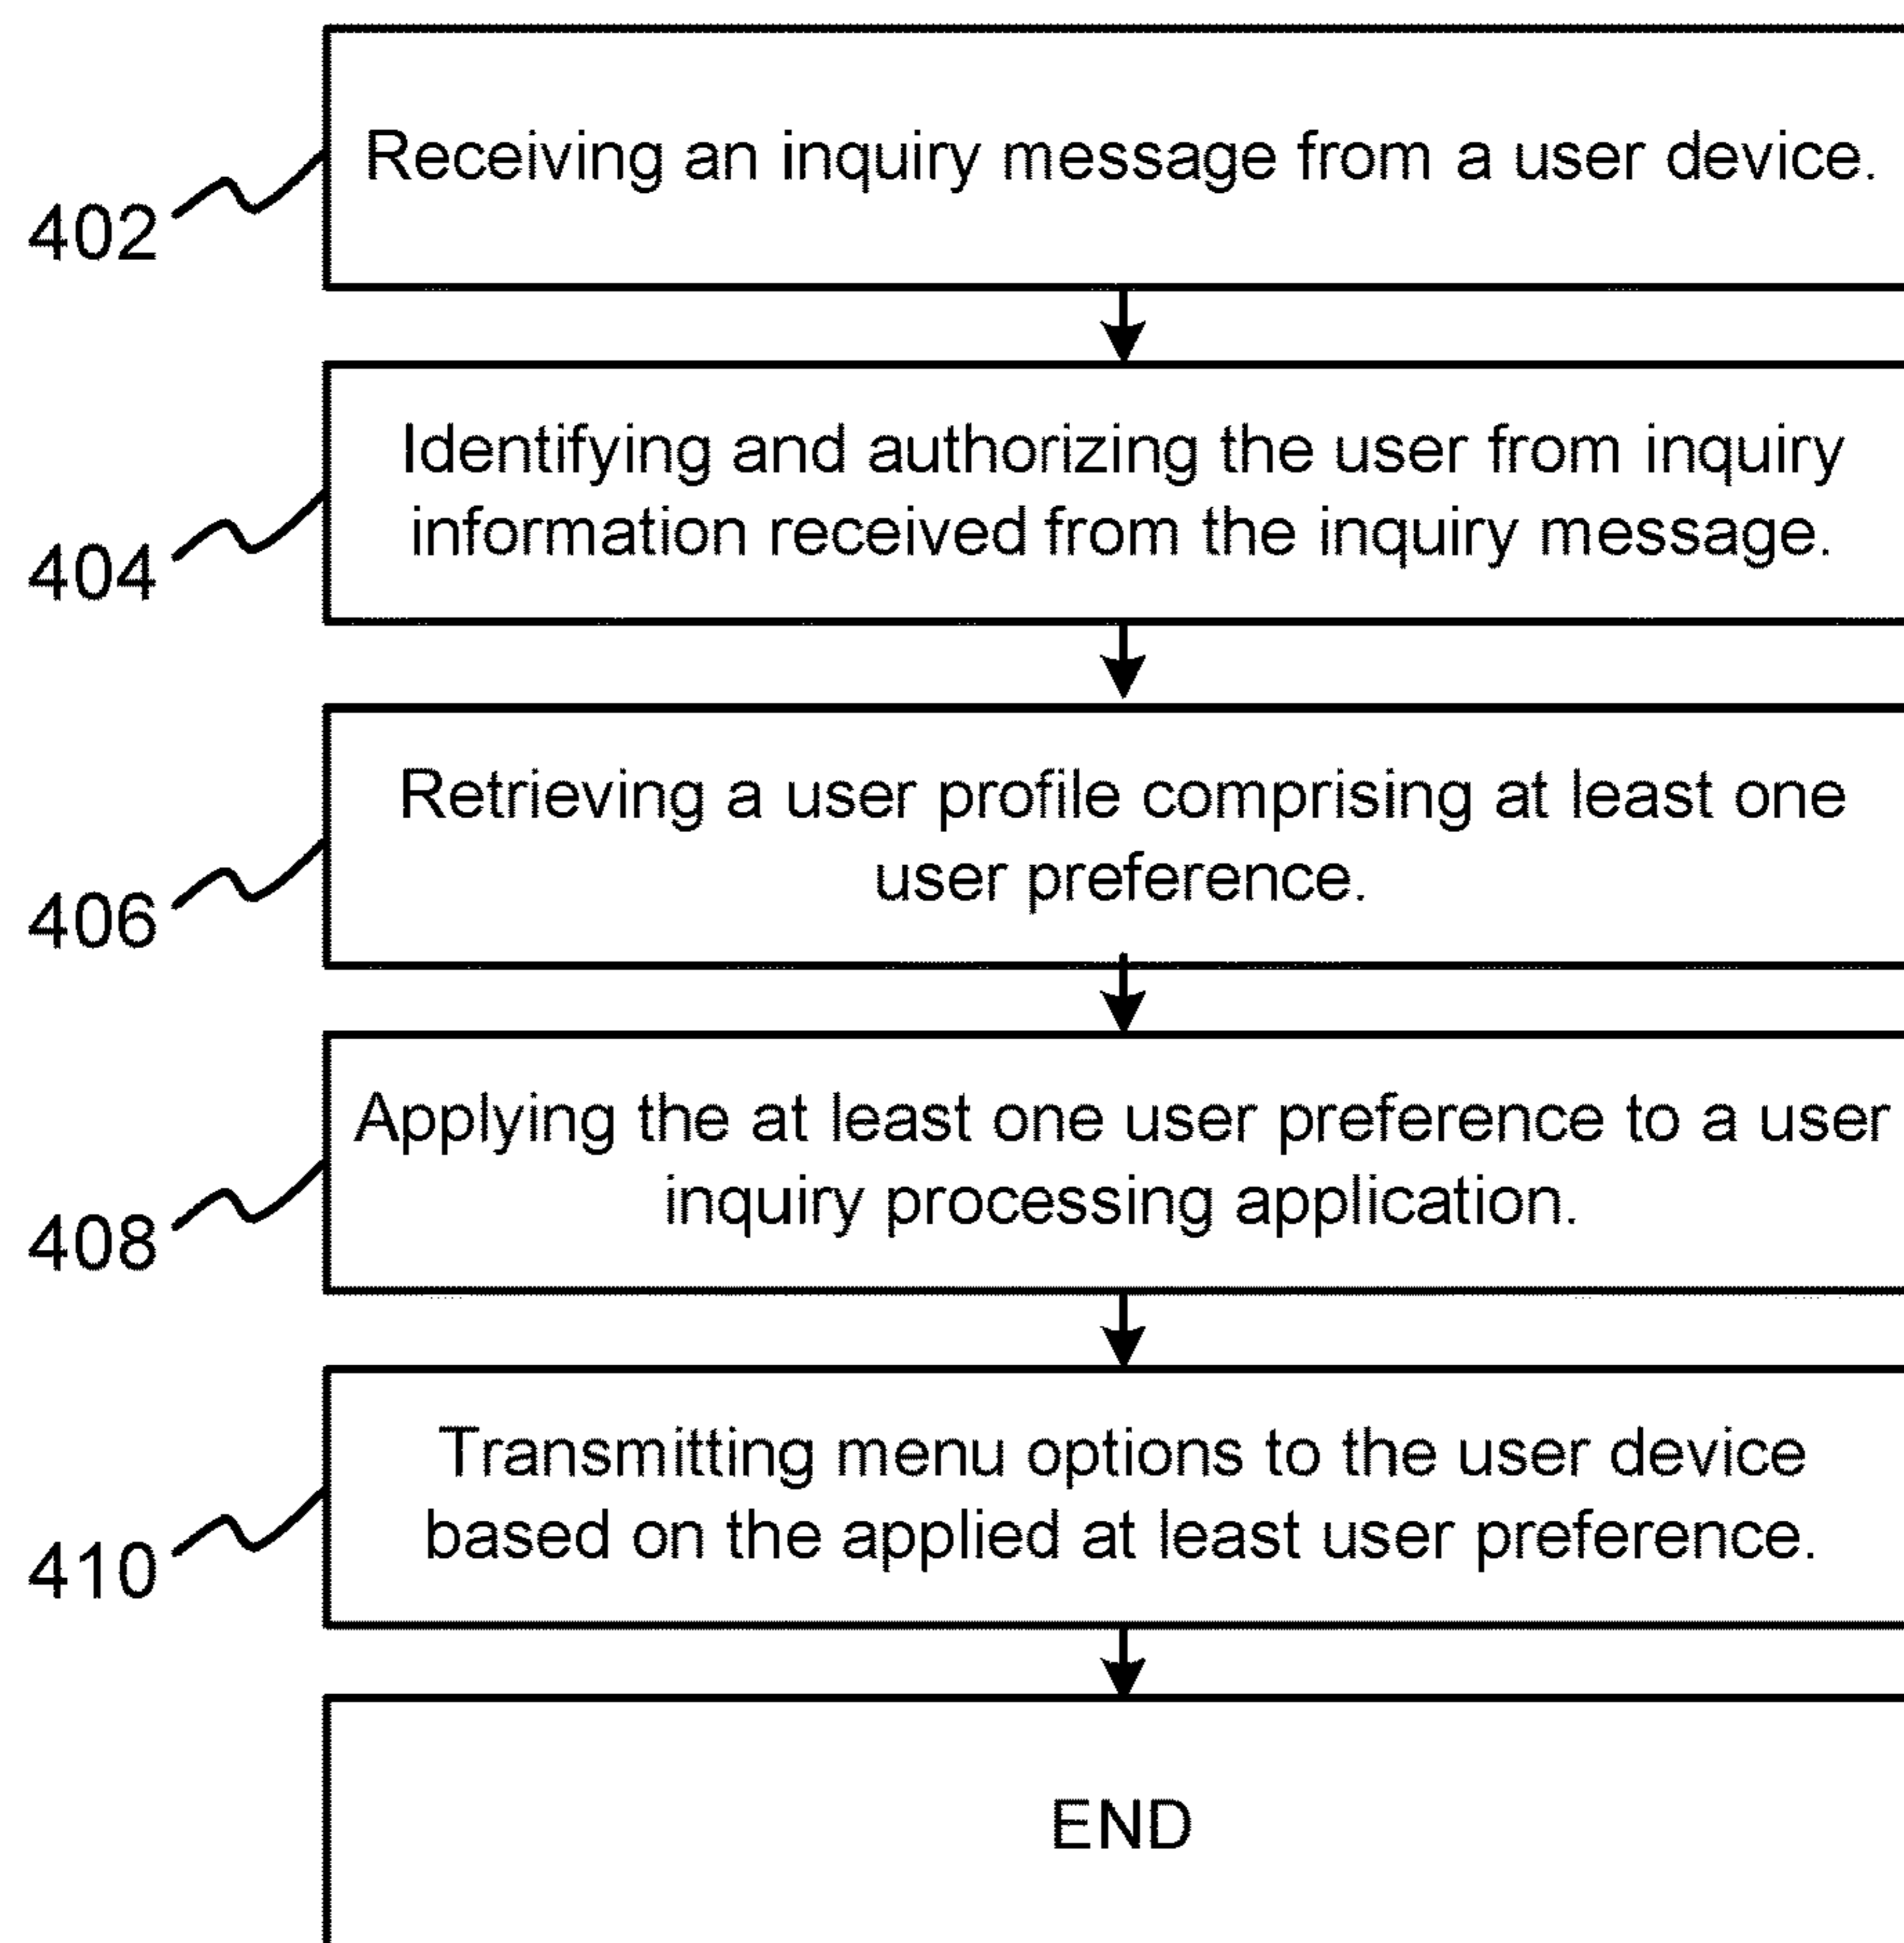 Receiving an inquiry message from a user device.
402
Identifying and authorizing the user from inquiry
information received from the inquiry message.
404
Retrieving a user profile comprising at least one
user preference.
406
Applying the at least one user preference to a user
inquiry processing application.
408
Transmitting menu options to the user device
based on the applied at least user preference.
410
END